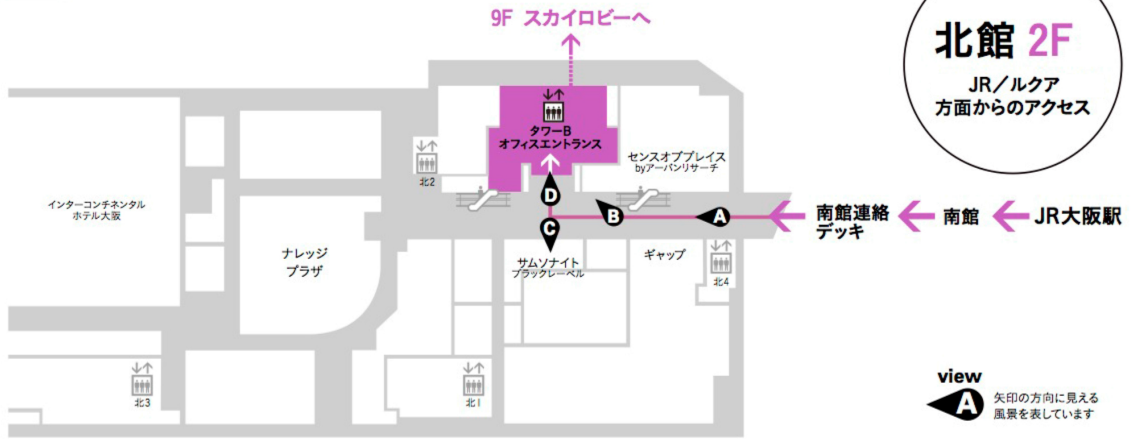 9F スカイロビーへ
北館 2F
JR/ルクア
方面からのアクセス
タワーB
オフィスエントランス
センスオブプレイス
byアーバンリサーチ
北2
インターコンチネンタル
ホテル大阪
D
B
A
C
南館連絡
デッキ
南館
JR大阪駅
ナレッジ
プラザ
サムソナイト
ブラックレーベル
ギャップ
北4
北3
北1
view
A
矢印の方向に見える
風景を表しています